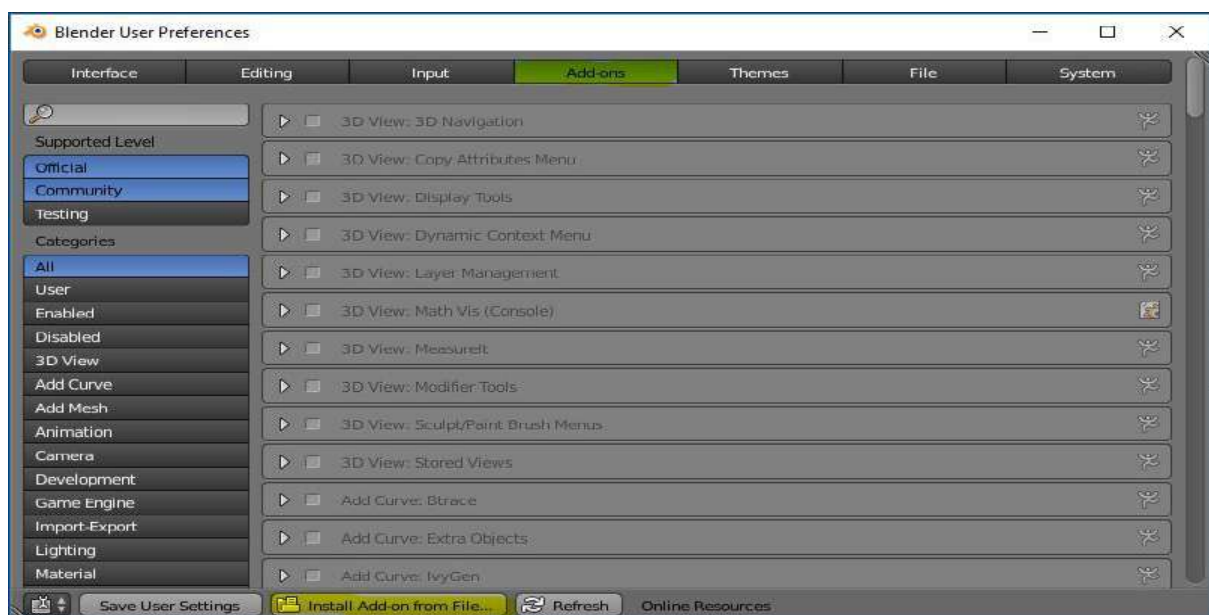 Blender User Preferences
Interface Editing Input Add-ons Themes File System
Supported Level
Official
Community
Testing
Categories
All
User
Enabled
Disabled
3D View
Add Curve
Add Mesh
Animation
Camera
Development
Game Engine
Import-Export
Lighting
Material
3D View: 3D Navigation
3D View: Copy Attributes Menu
3D View: Display Tools
3D View: Dynamic Context Menu
3D View: Layer Management
3D View: Math Vis (Console)
3D View: MeasureIt
3D View: Modifier Tools
3D View: Sculpt/Paint Brush Menus
3D View: Stored Views
Add Curve: Btrace
Add Curve: Extra Objects
Add Curve: IvyGen
Save User Settings Install Add-on from File... Refresh Online Resources